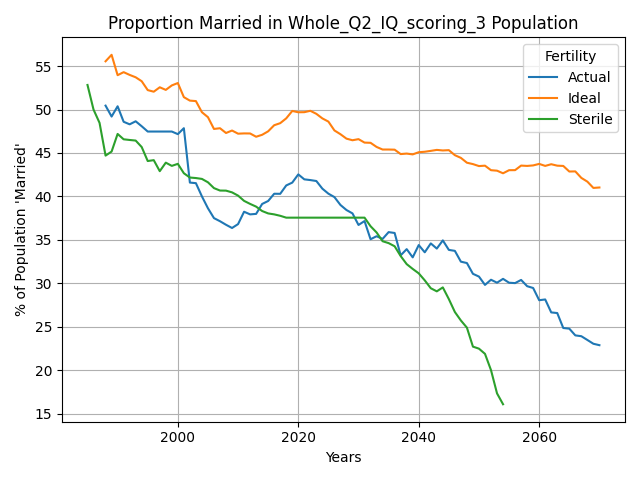 Proportion Married in Whole_Q2_IQ_scoring_3 Population
% of Population 'Married'
55
50
45
40
35
30
25
20
15
Fertility
Actual
Ideal
Sterile
2000 2020 2040 2060
Years